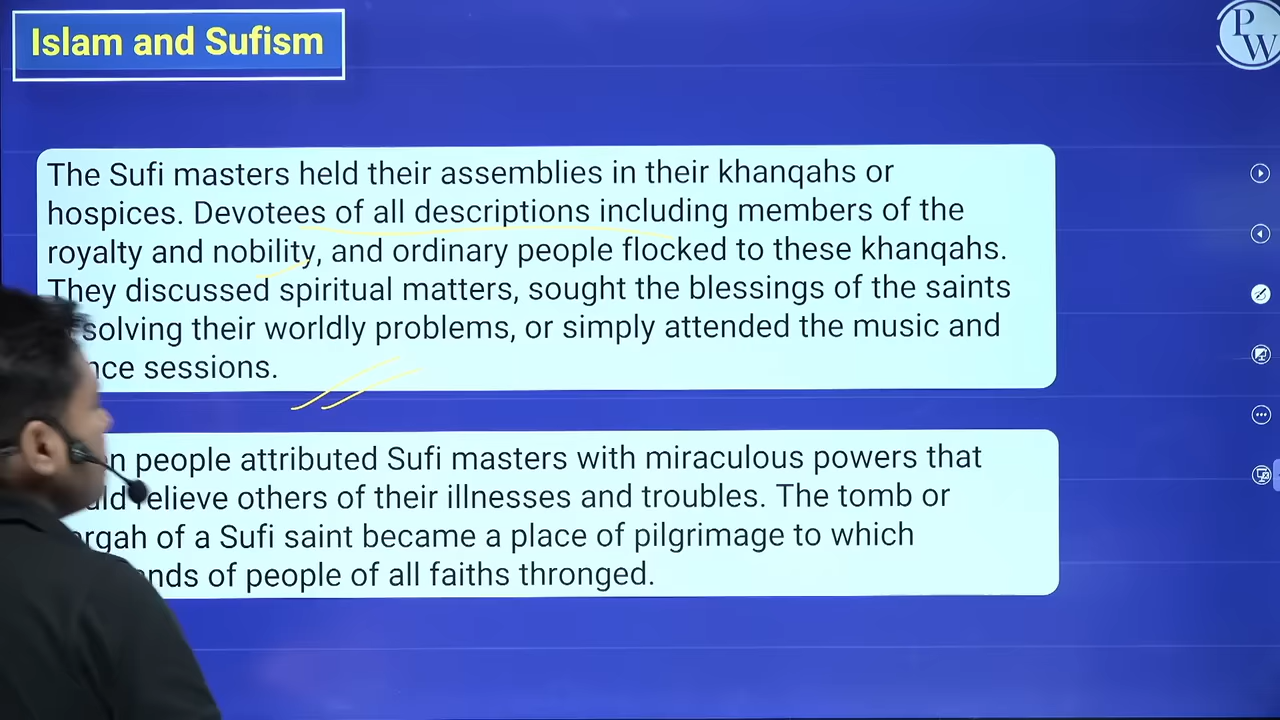 Islam and Sufism
PW
The Sufi masters held their assemblies in their khanqahs or
hospices. Devotees of all descriptions including members of the
royalty and nobility, and ordinary people flocked to these khanqahs.
They discussed spiritual matters, sought the blessings of the saints
solving their worldly problems, or simply attended the music and
sessions.
people attributed Sufi masters with miraculous powers that
relieve others of their illnesses and troubles. The tomb or
of a Sufi saint became a place of pilgrimage to which
of people of all faiths thronged.